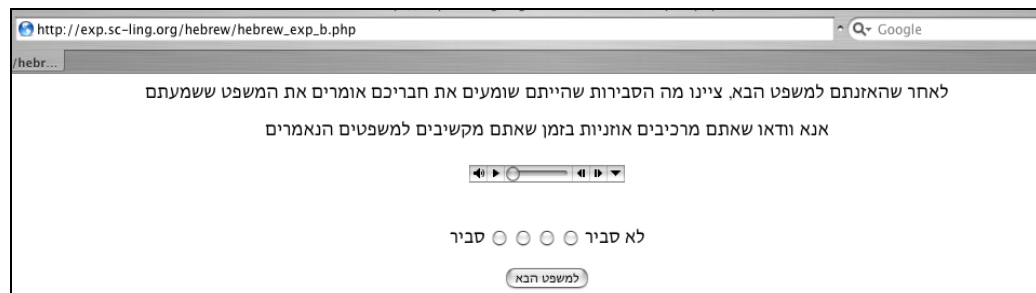 http://exp.sc-ling.org/hebrew/hebrew_exp_b.php
Google
/hebr...
לאחר שהאזנתם למשפט הבא, ציינו מה הסבירות שהייתם שומעים את חבריכם אומרים את המשפט ששמעתם
אנא וודאו שאתם מרכיבים אוזניות בזמן שאתם מקשיבים למשפטים הנאמרים
לא סביר סביר
למשפט הבא